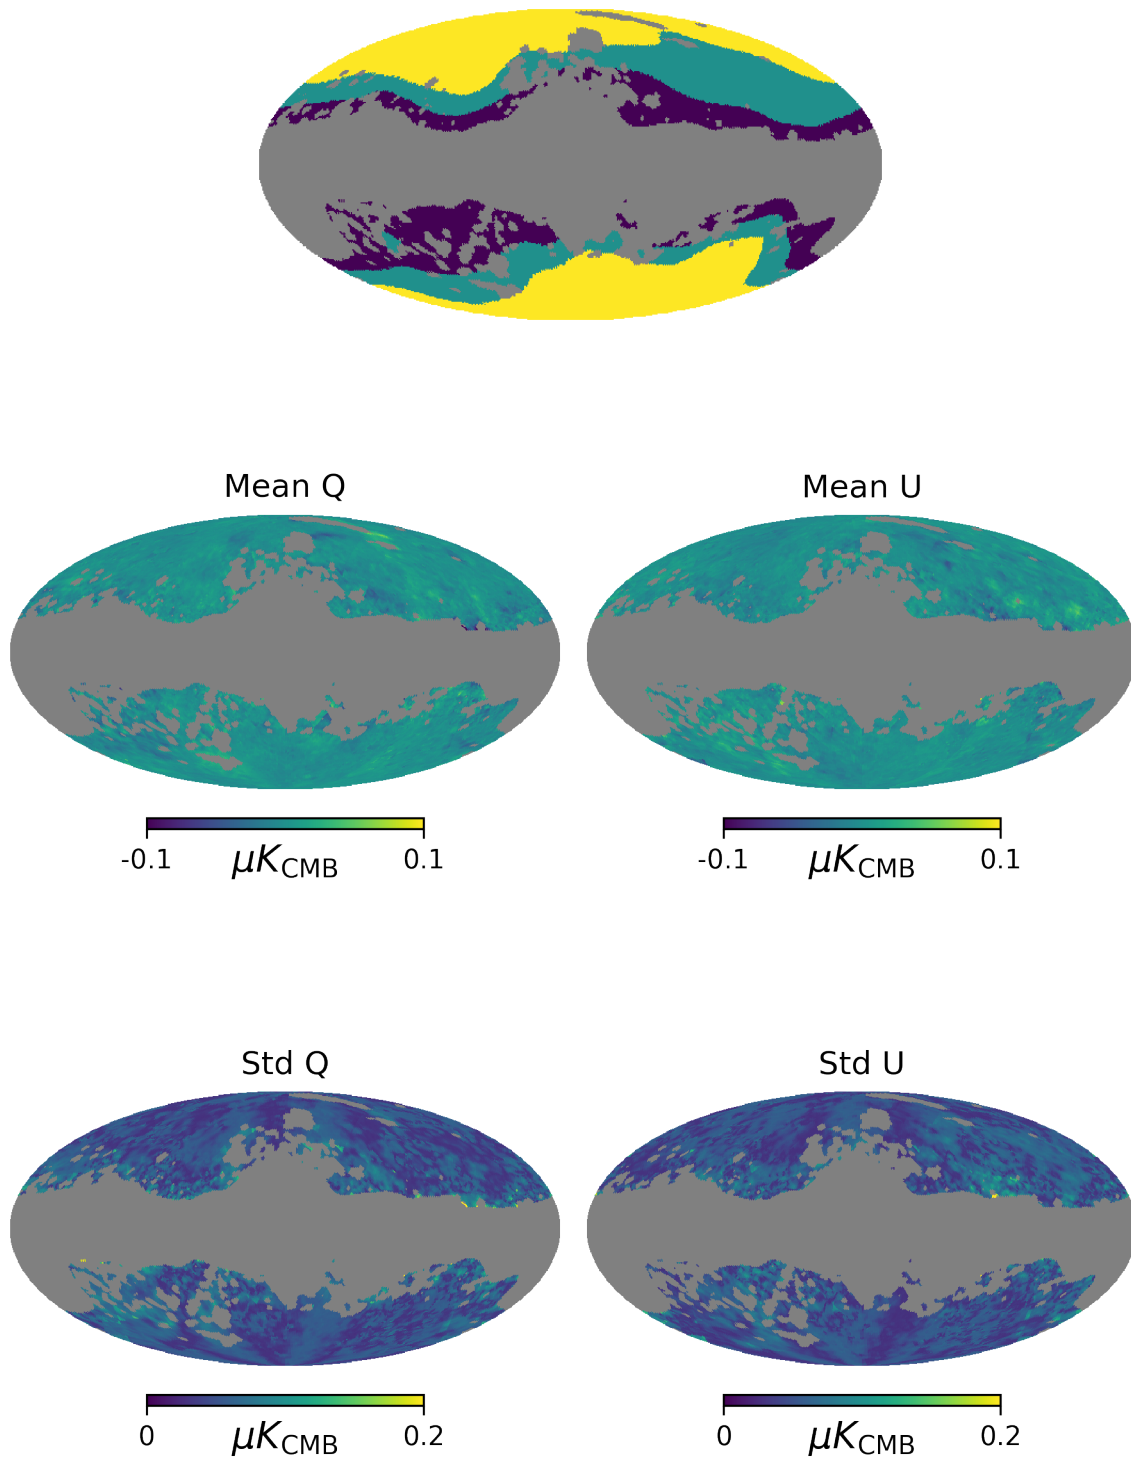 Mean Q
Mean U
-0.1 μK_CMB 0.1
-0.1 μK_CMB 0.1
Std Q
Std U
0 μK_CMB 0.2
0 μK_CMB 0.2